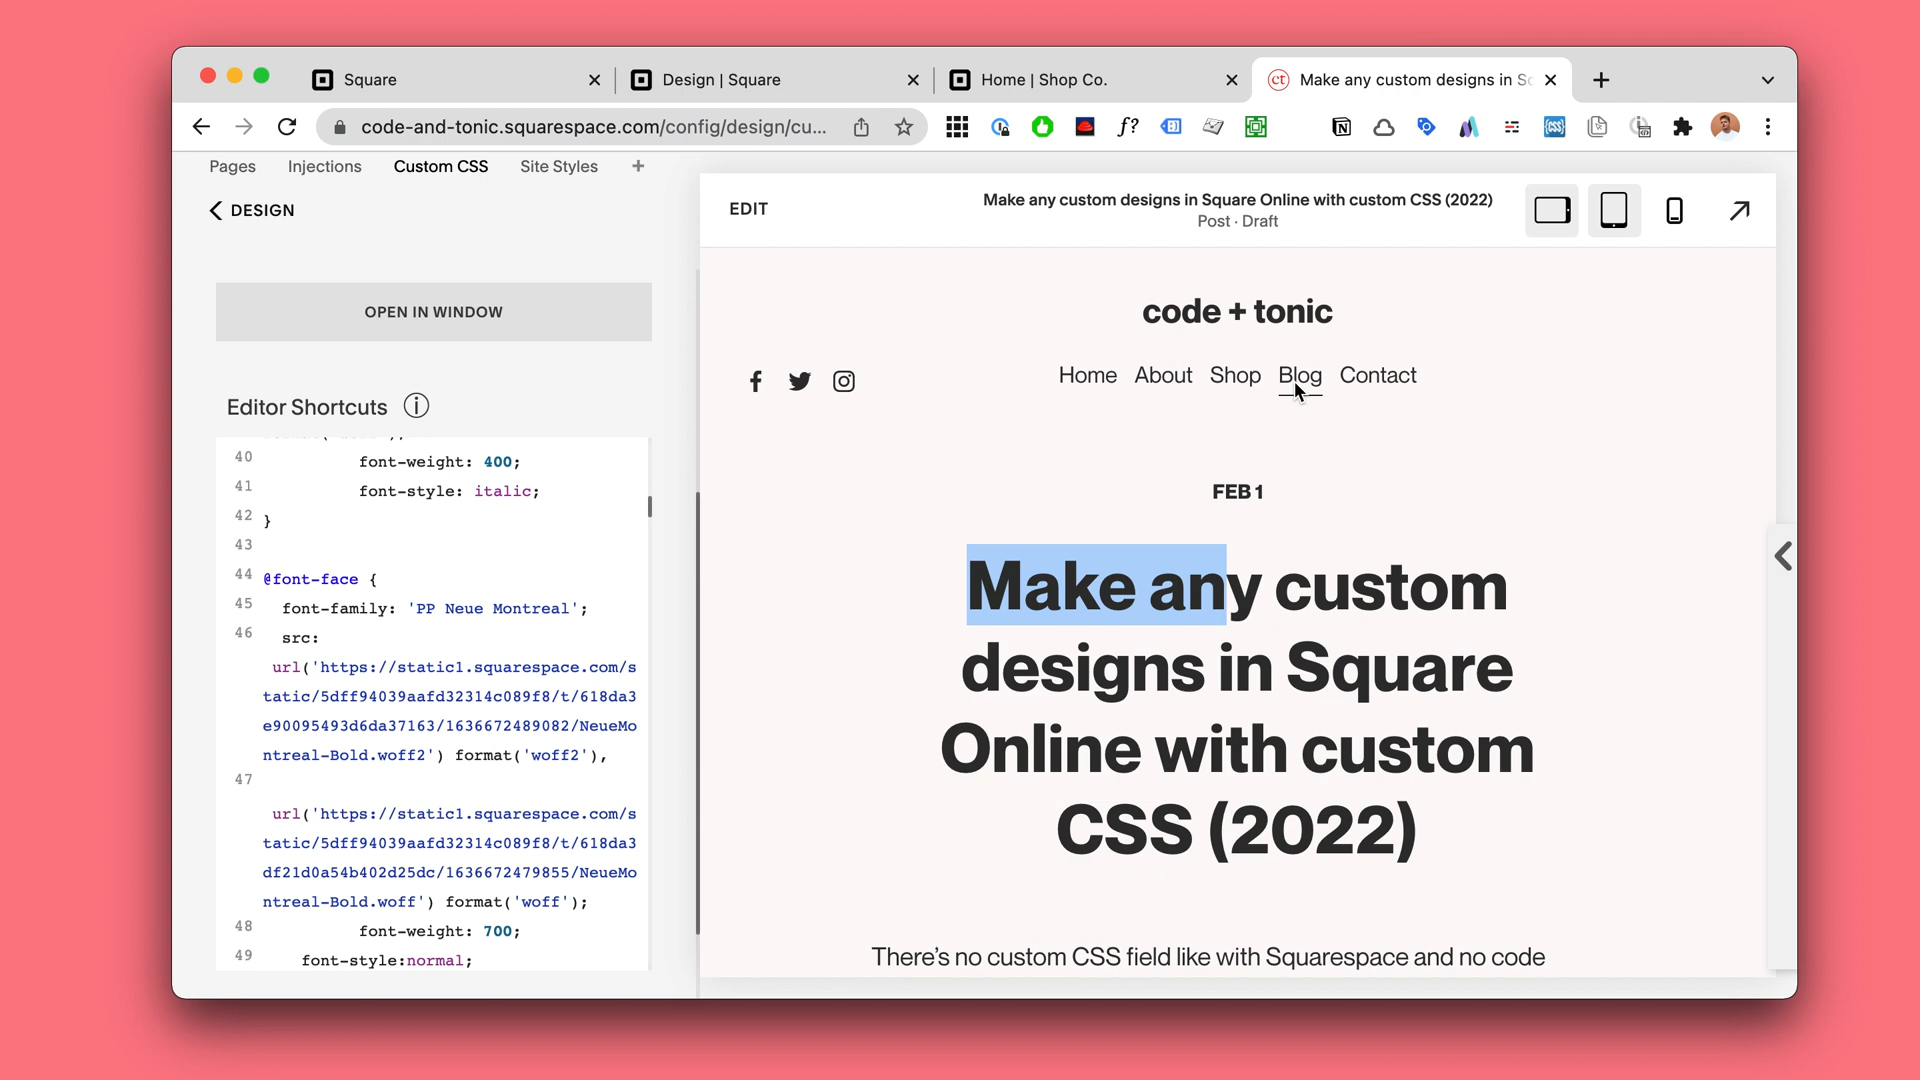 Square
Design | Square
Home | Shop Co.
ct
Make any custom designs in Sq
code-and-tonic.squarespace.com/config/design/cu...
f?
css
Pages
Injections
Custom CSS
Site Styles
+
DESIGN
OPEN IN WINDOW
Editor Shortcuts
i
40 font-weight: 400;
41 font-style: italic;
42 }
43
44 @font-face {
45 font-family: 'PP Neue Montreal';
46 src:
url('https://static1.squarespace.com/s
tatic/5dff94039aafd32314c089f8/t/618da3
e90095493d6da37163/1636672489082/NeueMo
ntreal-Bold.woff2') format('woff2'),
47
url('https://static1.squarespace.com/s
tatic/5dff94039aafd32314c089f8/t/618da3
df21d0a54b402d25dc/1636672479855/NeueMo
ntreal-Bold.woff') format('woff');
48 font-weight: 700;
49 font-style:normal;
EDIT
Make any custom designs in Square Online with custom CSS (2022)
Post · Draft
code + tonic
Home About Shop Blog Contact
FEB 1
Make any custom
designs in Square
Online with custom
CSS (2022)
There's no custom CSS field like with Squarespace and no code